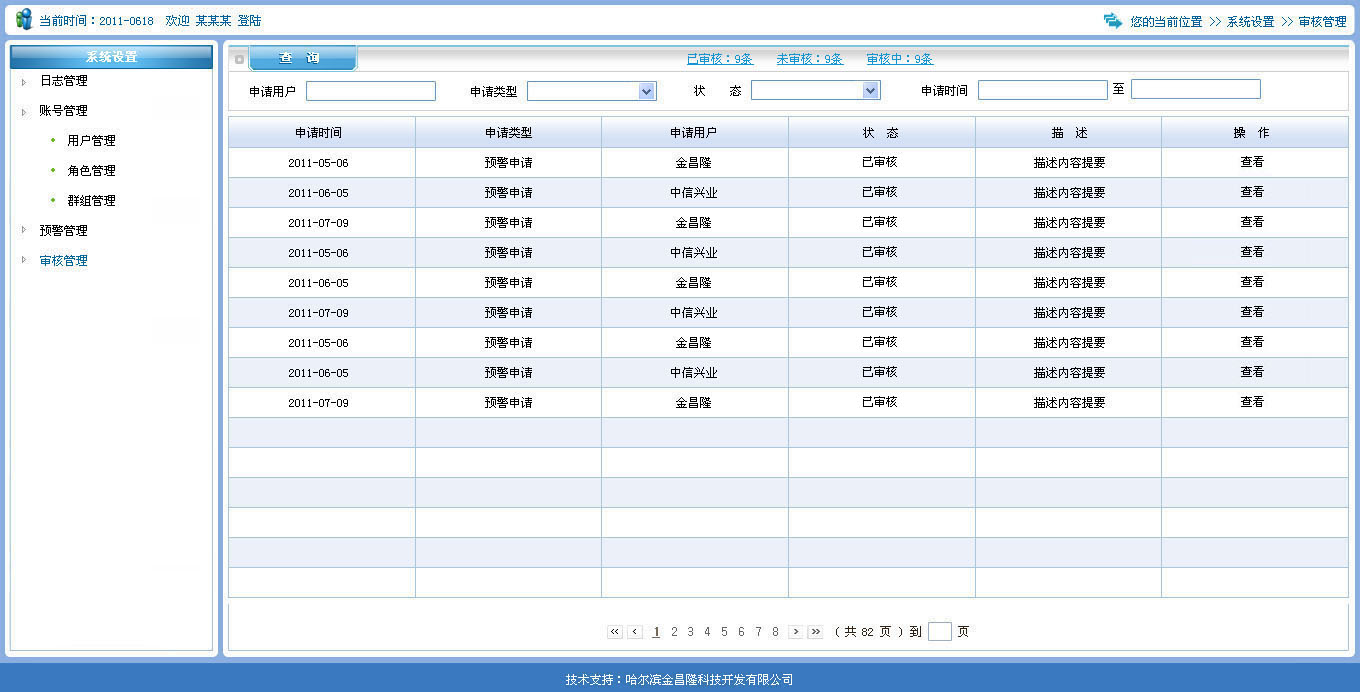 当前时间：2011-0618 欢迎 某某某 登陆
您的当前位置 >> 系统设置 >> 审核管理
系统设置
日志管理
账号管理
用户管理
角色管理
群组管理
预警管理
审核管理
查 询
已审核：9条 未审核：9条 审核中：9条
申请用户 申请类型 状 态 申请时间 至
申请时间 申请类型 申请用户 状 态 描 述 操 作
2011-05-06 预警申请 金昌隆 已审核 描述内容提要 查看
2011-06-05 预警申请 中信兴业 已审核 描述内容提要 查看
2011-07-09 预警申请 金昌隆 已审核 描述内容提要 查看
2011-05-06 预警申请 中信兴业 已审核 描述内容提要 查看
2011-06-05 预警申请 金昌隆 已审核 描述内容提要 查看
2011-07-09 预警申请 中信兴业 已审核 描述内容提要 查看
2011-05-06 预警申请 金昌隆 已审核 描述内容提要 查看
2011-06-05 预警申请 中信兴业 已审核 描述内容提要 查看
2011-07-09 预警申请 金昌隆 已审核 描述内容提要 查看
« ‹ 1 2 3 4 5 6 7 8 › » （ 共 82 页 ）到 页
技术支持：哈尔滨金昌隆科技开发有限公司